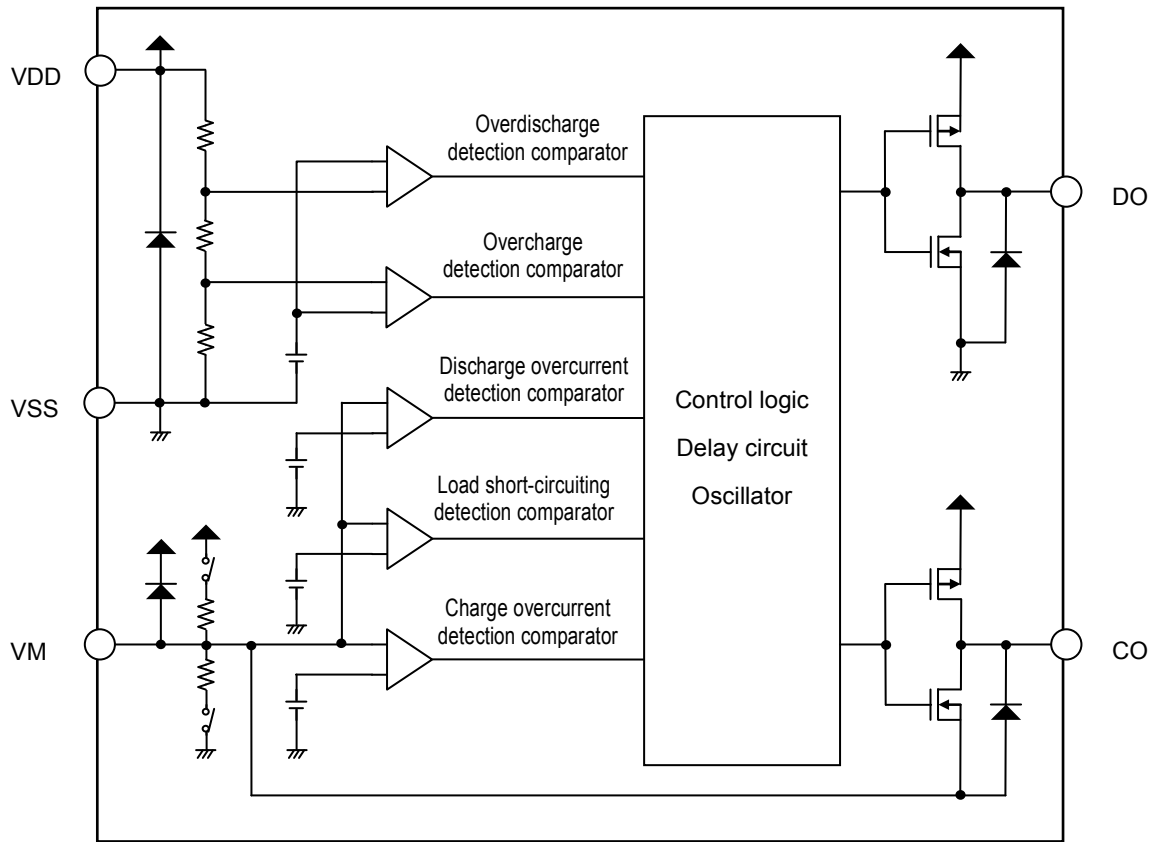 VDD
Overdischarge
detection comparator
DO
Overcharge
detection comparator
Discharge overcurrent
detection comparator
VSS
Control logic
Delay circuit
Oscillator
Load short-circuiting
detection comparator
Charge overcurrent
detection comparator
VM
CO